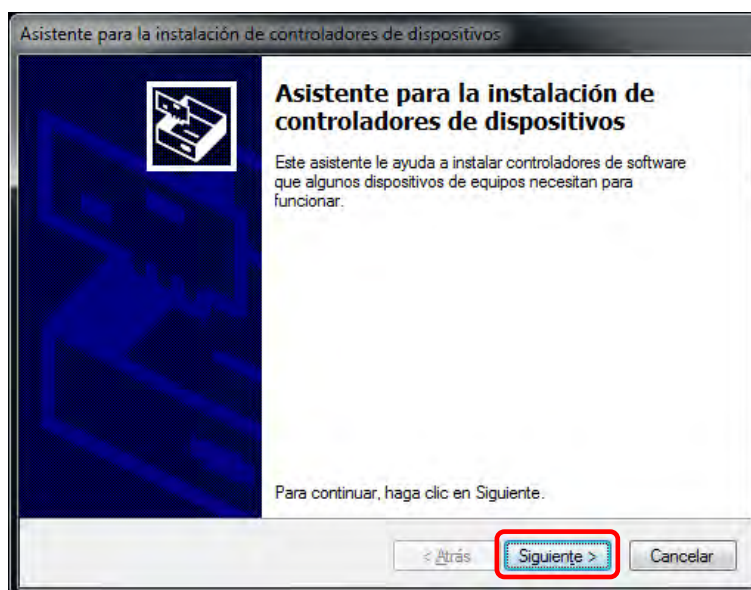 Asistente para la instalación de controladores de dispositivos
Asistente para la instalación de
controladores de dispositivos
Este asistente le ayuda a instalar controladores de software
que algunos dispositivos de equipos necesitan para
funcionar.
Para continuar, haga clic en Siguiente.
< Atrás Siguiente > Cancelar